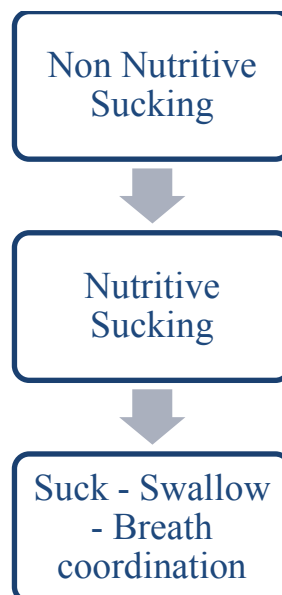 Non Nutritive
Sucking
Nutritive
Sucking
Suck - Swallow
- Breath
coordination